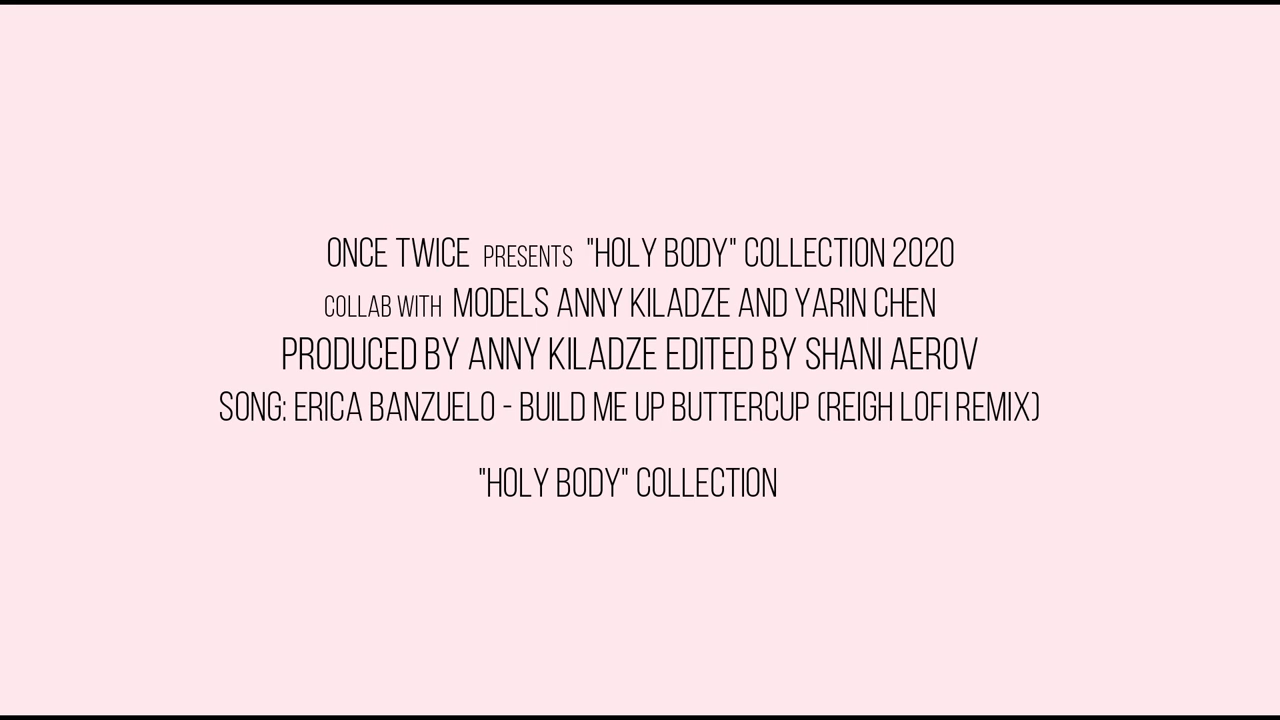 ONCE TWICE PRESENTS "HOLY BODY" COLLECTION 2020
COLLAB WITH MODELS ANNY KILADZE AND YARIN CHEN
PRODUCED BY ANNY KILADZE EDITED BY SHANI AEROV
SONG: ERICA BANZUELO - BUILD ME UP BUTTERCUP (REIGH LOFI REMIX)
"HOLY BODY" COLLECTION